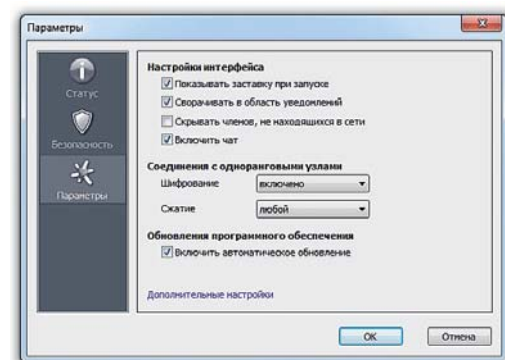 Параметры
Статус
Безопасность
Параметры
Настройки интерфейса
Показывать заставку при запуске
Сворачивать в область уведомлений
Скрывать членов, не находящихся в сети
Включить чат
Соединения с одноранговыми узлами
Шифрование включено
Сжатие любой
Обновления программного обеспечения
Включить автоматическое обновление
Дополнительные настройки
OK Отмена